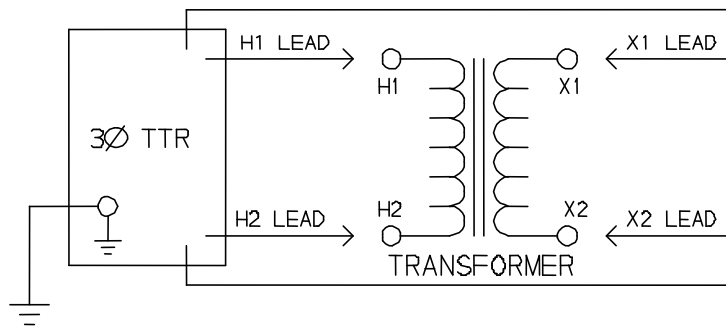 H1 LEAD
X1 LEAD
H1
X1
3Ø TTR
H2
X2
H2 LEAD
X2 LEAD
TRANSFORMER